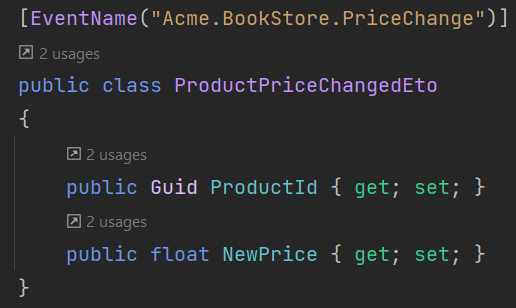 [EventName("Acme.BookStore.PriceChange")]
2 usages
public class ProductPriceChangedEto
{
2 usages
public Guid ProductId { get; set; }
2 usages
public float NewPrice { get; set; }
}